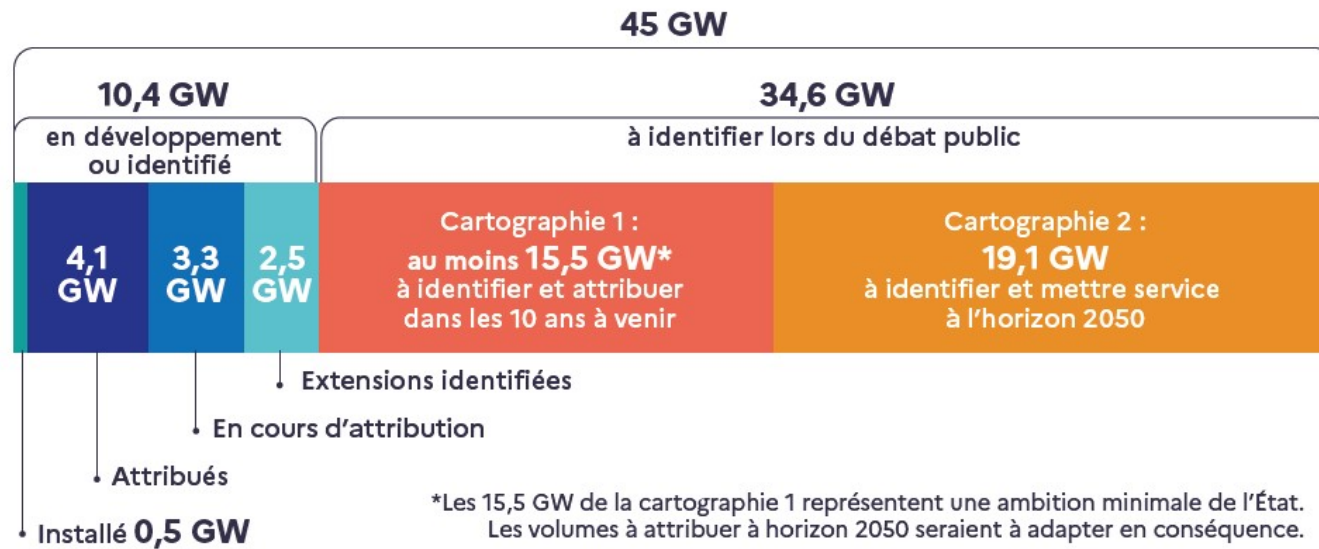 45 GW
10,4 GW
en développement
ou identifié
34,6 GW
à identifier lors du débat public
4,1
GW
3,3
GW
2,5
GW
Cartographie 1 :
au moins 15,5 GW*
à identifier et attribuer
dans les 10 ans à venir
Cartographie 2 :
19,1 GW
à identifier et mettre service
à l'horizon 2050
Extensions identifiées
En cours d'attribution
Attribués
Installé 0,5 GW
*Les 15,5 GW de la cartographie 1 représentent une ambition minimale de l'État.
Les volumes à attribuer à horizon 2050 seraient à adapter en conséquence.